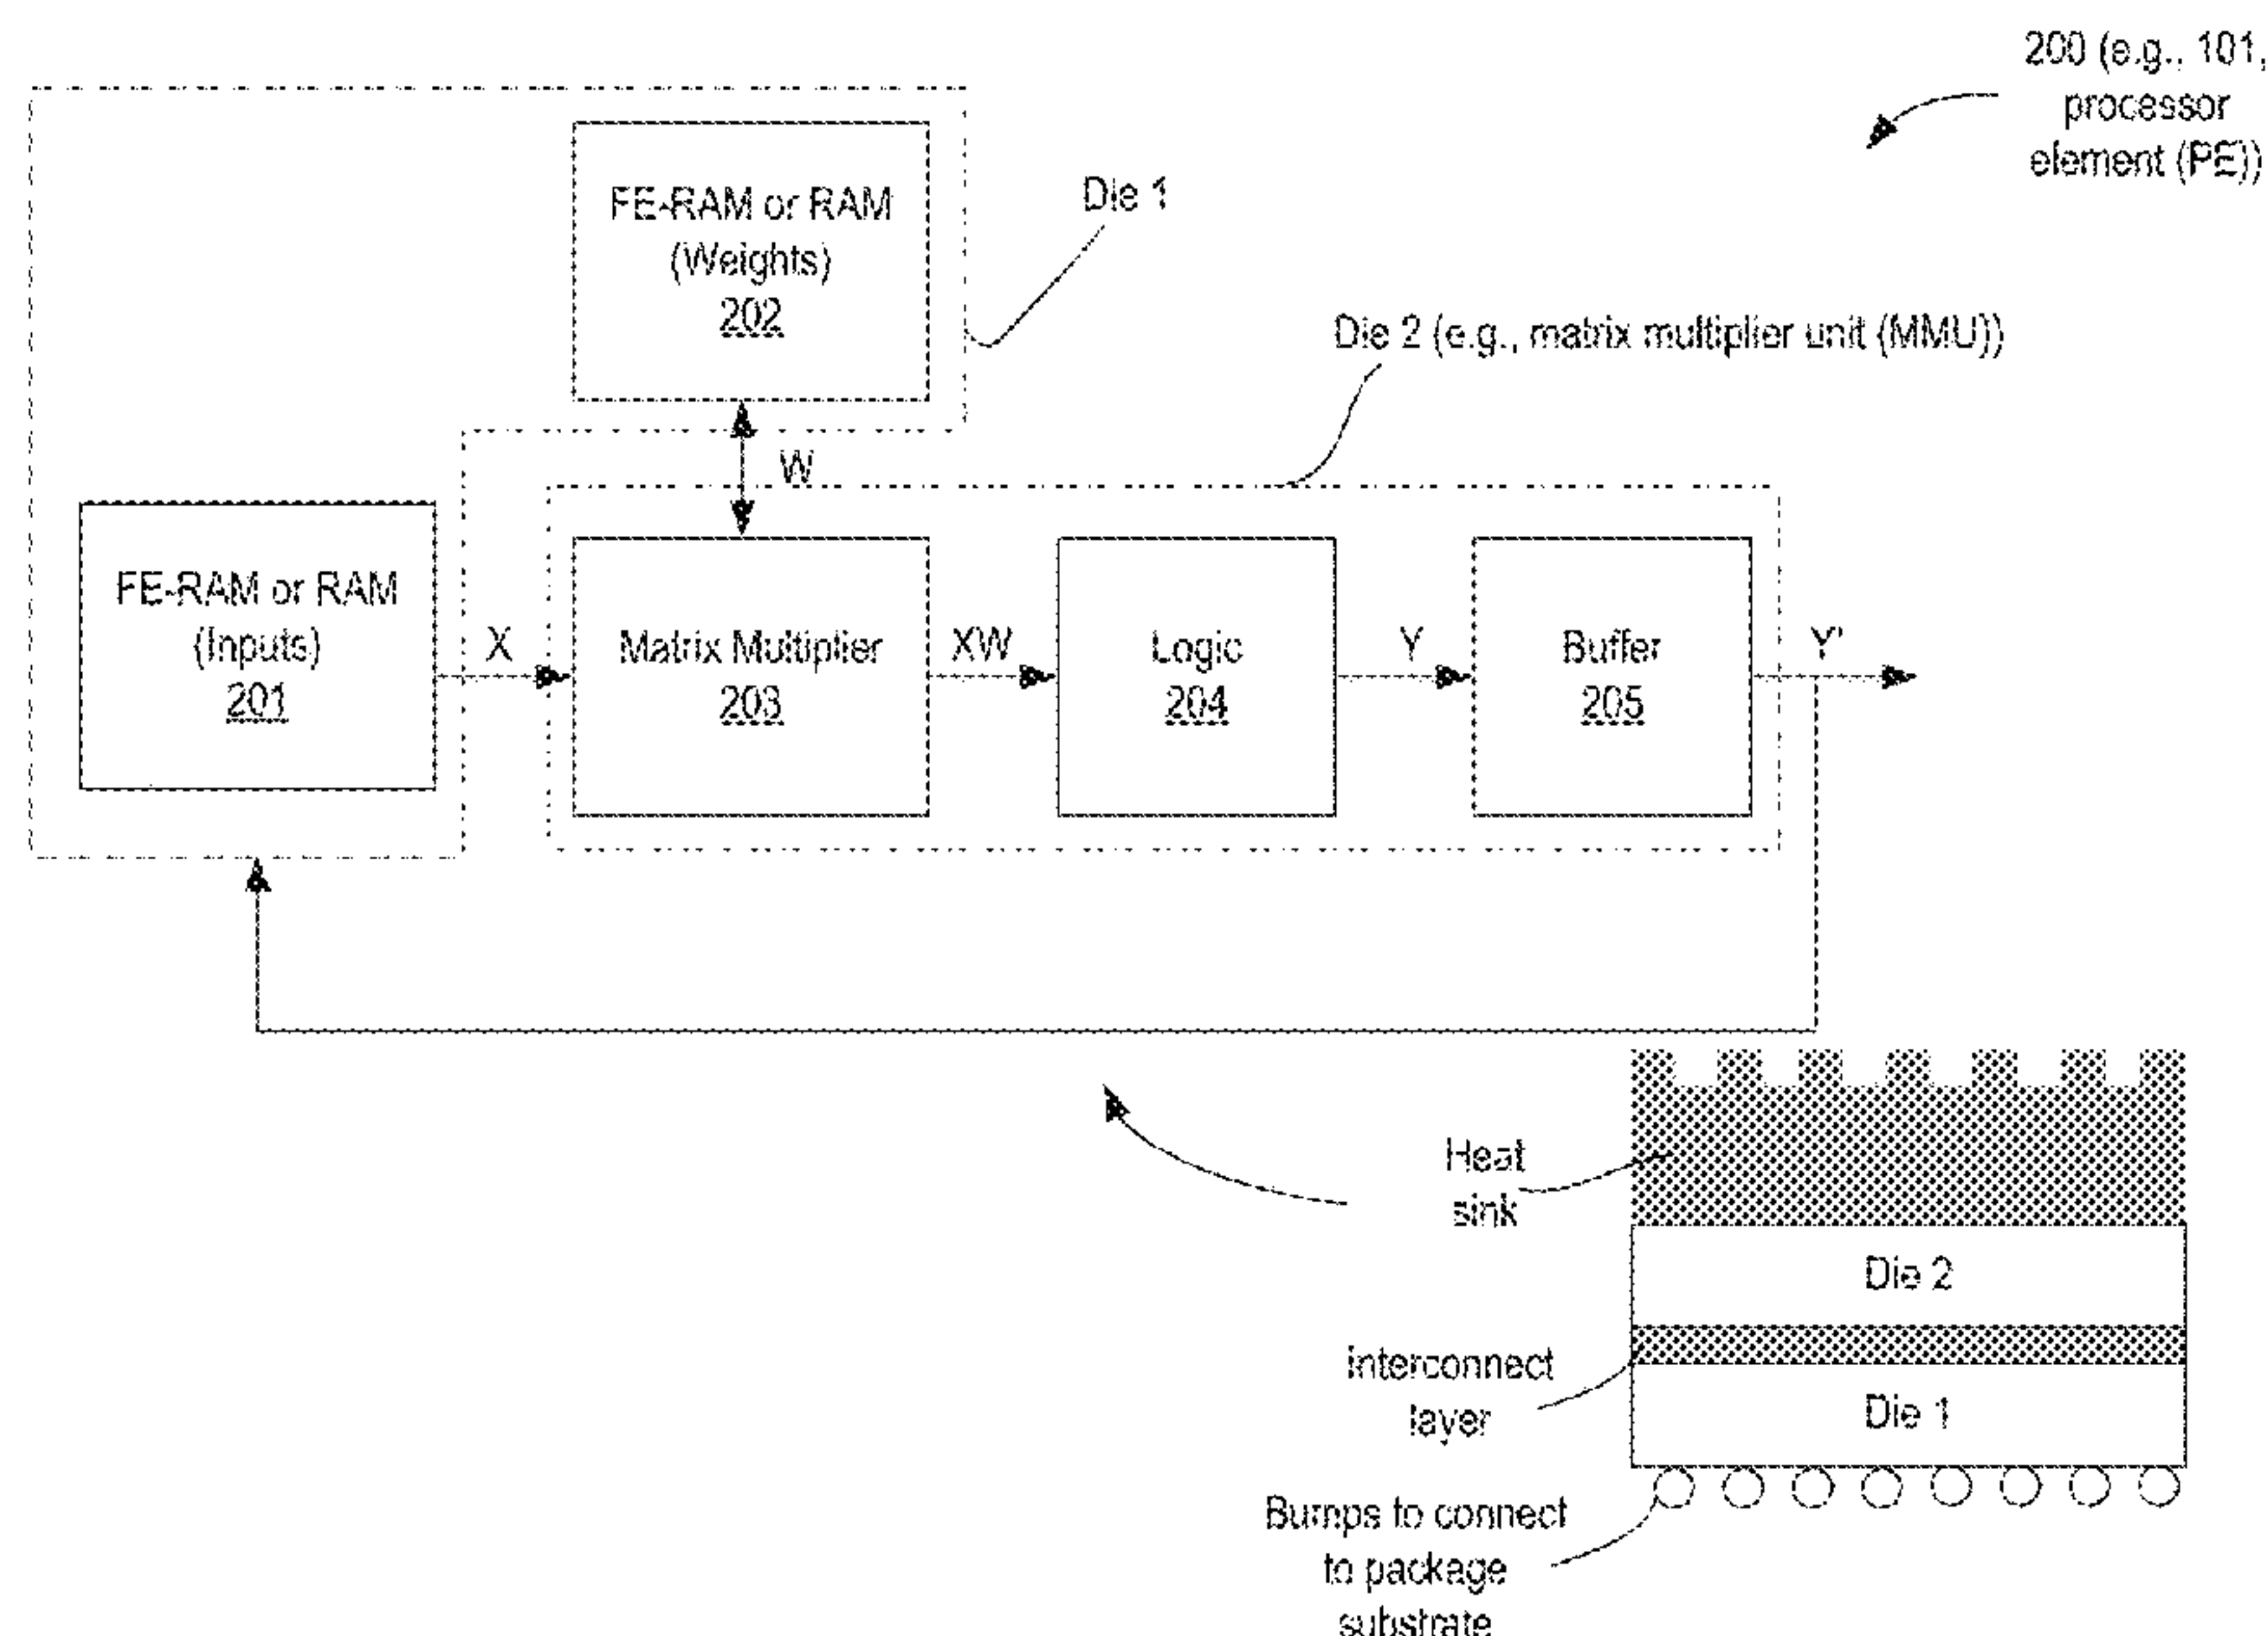 200 (e.g., 101,
processor
element (PE))
FE-RAM or RAM
(Weights)
202
Die 1
Die 2 (e.g., matrix multiplier unit (MMU))
W
FE-RAM or RAM
(Inputs)
201
X
Matrix Multiplier
203
XW
Logic
204
Y
Buffer
205
Y'
Heat
sink
Die 2
interconnect
layer
Die 1
Bumps to connect
to package
substrate